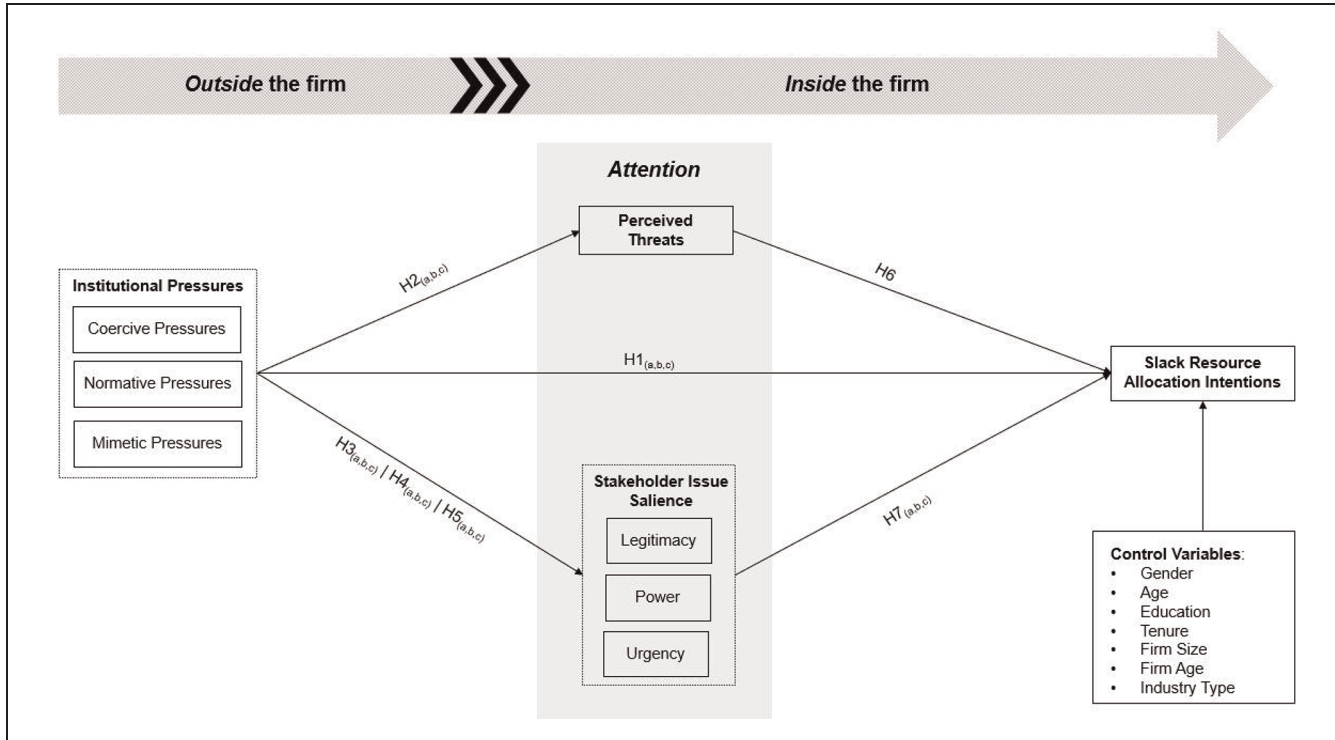 Outside the firm
Inside the firm
Attention
Perceived
Threats
H2(a,b,c)
H6
Institutional Pressures
Coercive Pressures
Normative Pressures
Mimetic Pressures
H1(a,b,c)
Slack Resource
Allocation Intentions
H3(a,b,c) | H4(a,b,c) | H5(a,b,c)
Stakeholder Issue
Salience
Legitimacy
Power
Urgency
H7(a,b,c)
Control Variables:
• Gender
• Age
• Education
• Tenure
• Firm Size
• Firm Age
• Industry Type